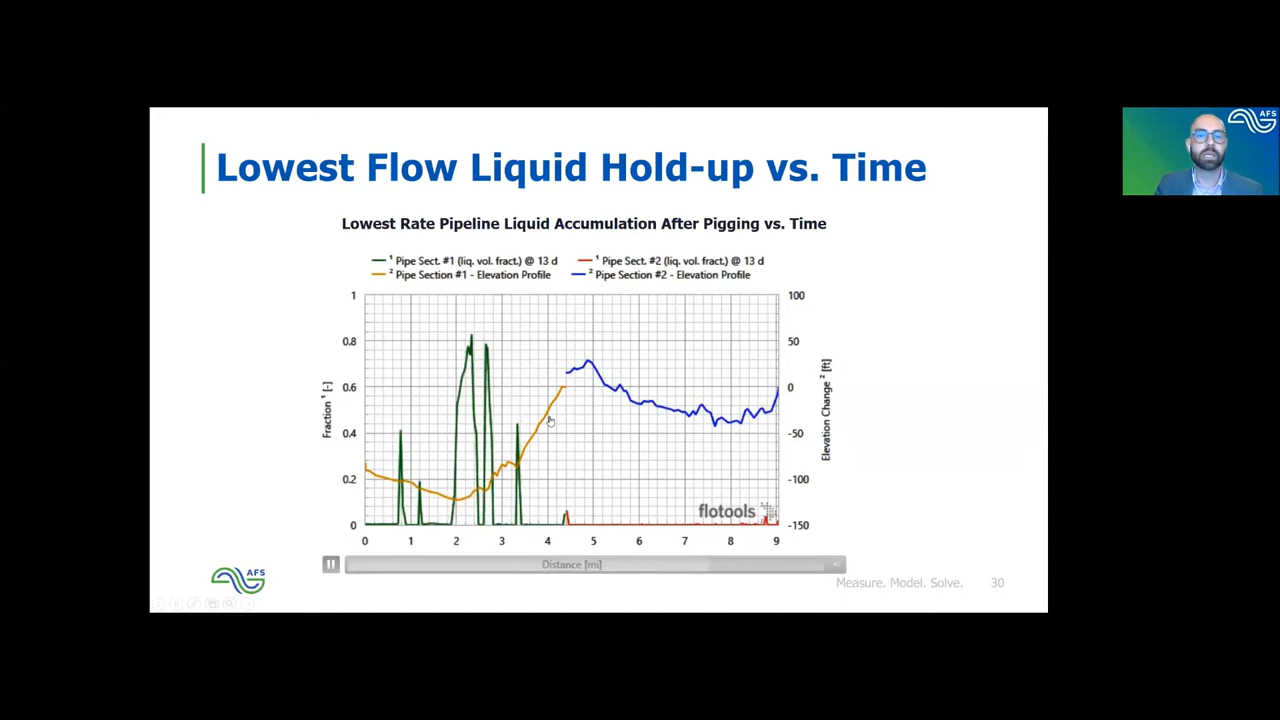 AFS
Lowest Flow Liquid Hold-up vs. Time
Lowest Rate Pipeline Liquid Accumulation After Pigging vs. Time
¹ Pipe Sect. #1 (liq. vol. fract.) @ 13 d
¹ Pipe Sect. #2 (liq. vol. fract.) @ 13 d
² Pipe Section #1 - Elevation Profile
² Pipe Section #2 - Elevation Profile
1
0.8
0.6
0.4
0.2
0
Fraction ¹ [-]
100
50
0
-50
-100
-150
Elevation Change ² [ft]
flotools
0 1 2 3 4 5 6 7 8 9
Distance [mi]
AFS
Measure. Model. Solve.
30